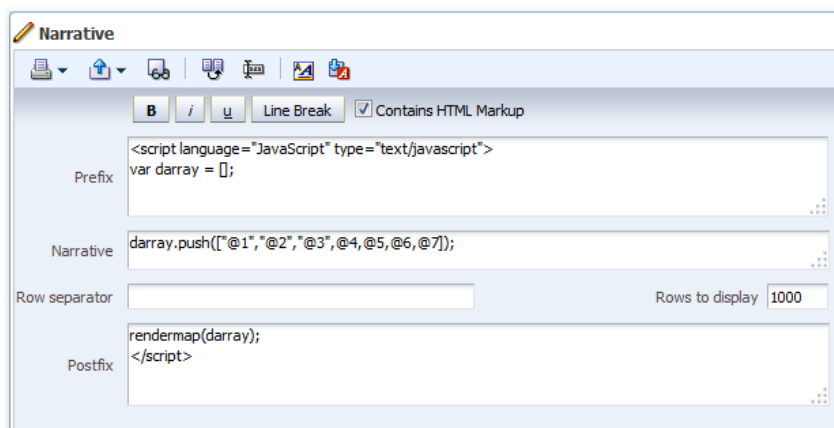 Narrative
B i u Line Break Contains HTML Markup
Prefix
<script language="JavaScript" type="text/javascript">
var darray = [];
Narrative
darray.push(["@1","@2","@3",@4,@5,@6,@7]);
Row separator
Rows to display 1000
Postfix
rendermap(darray);
</script>